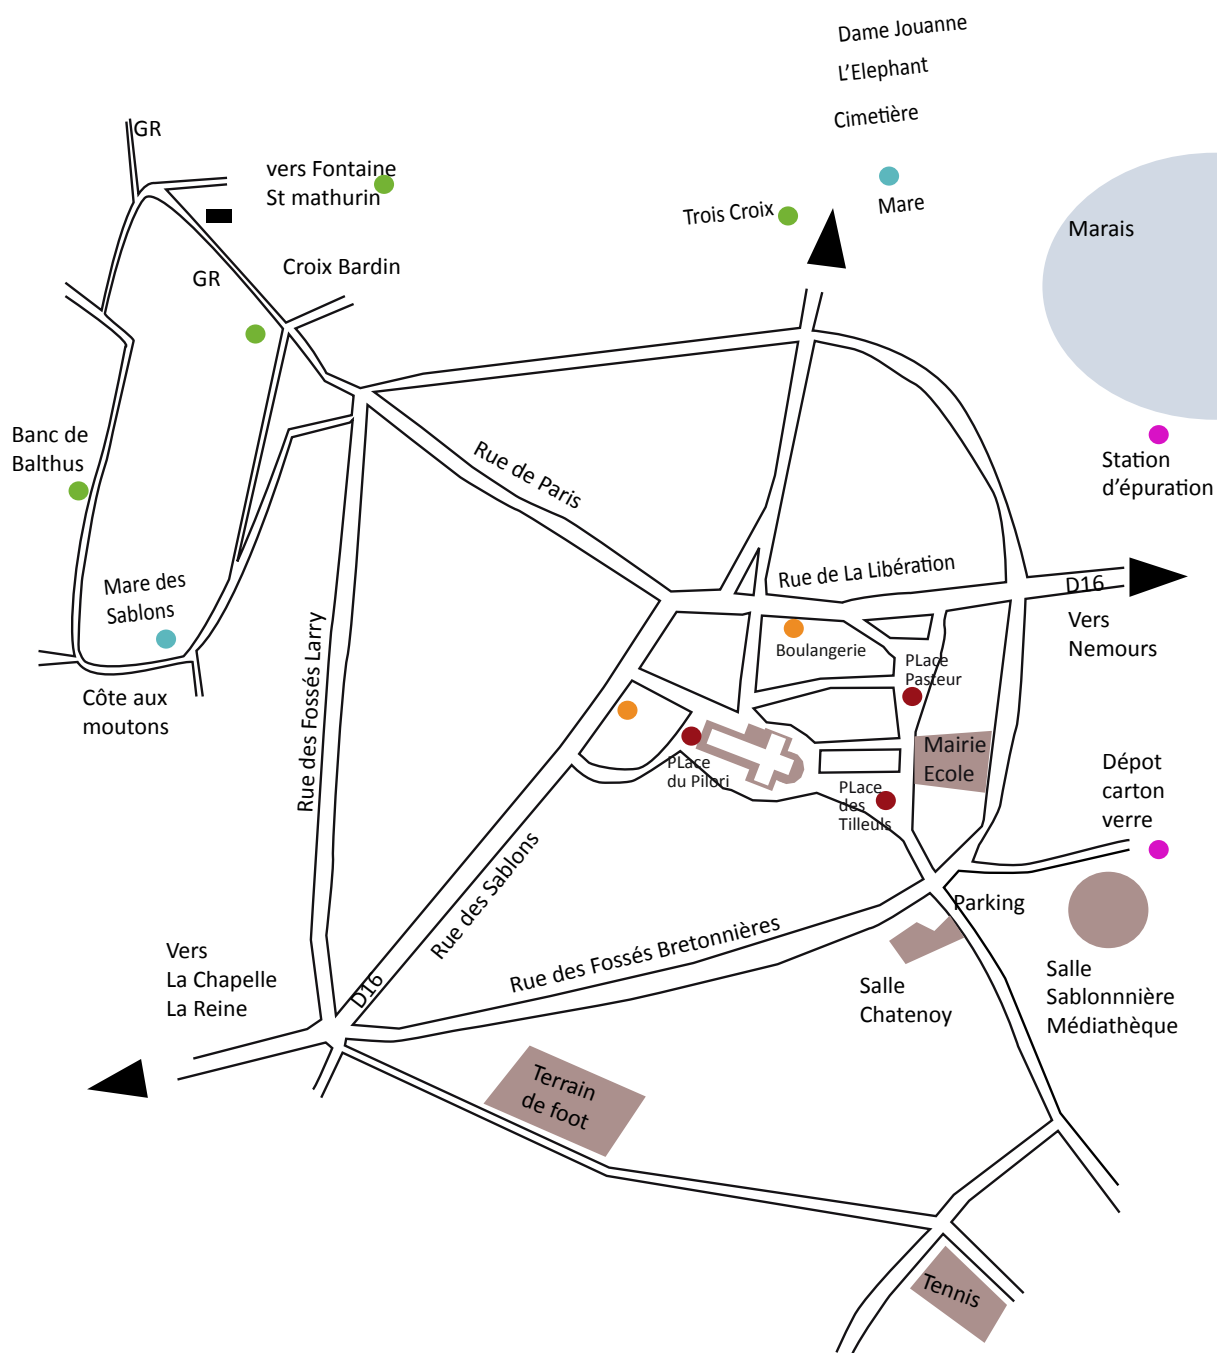 Dame Jouanne
L'Elephant
Cimetière
GR
vers Fontaine
St mathurin
Trois Croix
Mare
Marais
GR
Croix Bardin
Banc de
Balthus
Rue de Paris
Station
d'épuration
Mare des
Sablons
Rue de La Libération
D16
Vers
Nemours
Boulangerie
PLace
Pasteur
Côte aux
moutons
Rue des Fossés Larry
PLace
du Pilori
Mairie
Ecole
PLace
des
Tilleuls
Dépot
carton
verre
Rue des Sablons
Parking
Rue des Fossés Bretonnières
Vers
La Chapelle
La Reine
D16
Salle
Chatenoy
Salle
Sablonnnière
Médiathèque
Terrain
de foot
Tennis